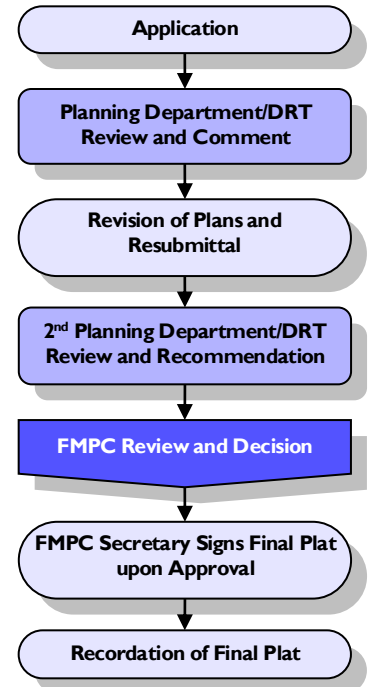 Application
Planning Department/DRT
Review and Comment
Revision of Plans and
Resubmittal
2nd Planning Department/DRT
Review and Recommendation
FMPC Review and Decision
FMPC Secretary Signs Final Plat
upon Approval
Recordation of Final Plat